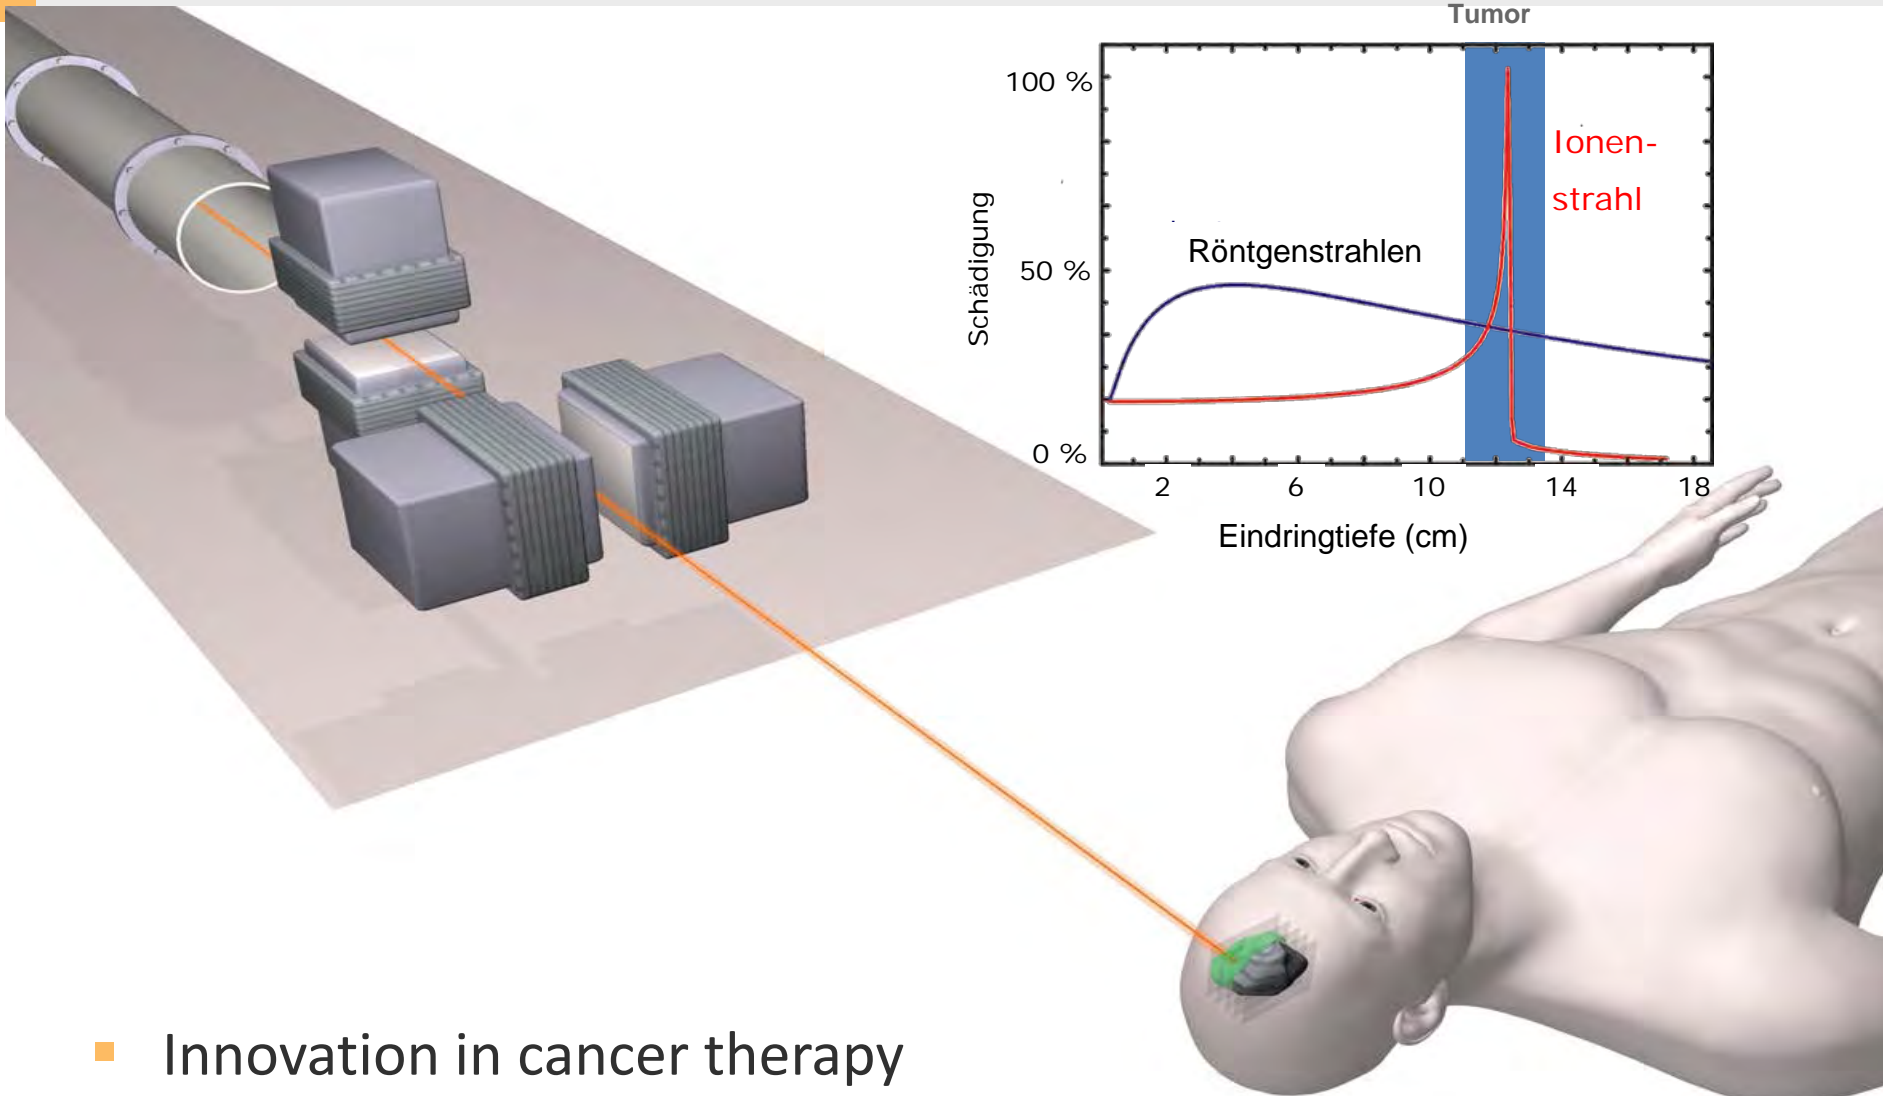 Tumor
100 %
50 %
0 %
Schädigung
Röntgenstrahlen
Ionen-
strahl
2 6 10 14 18
Eindringtiefe (cm)
Innovation in cancer therapy